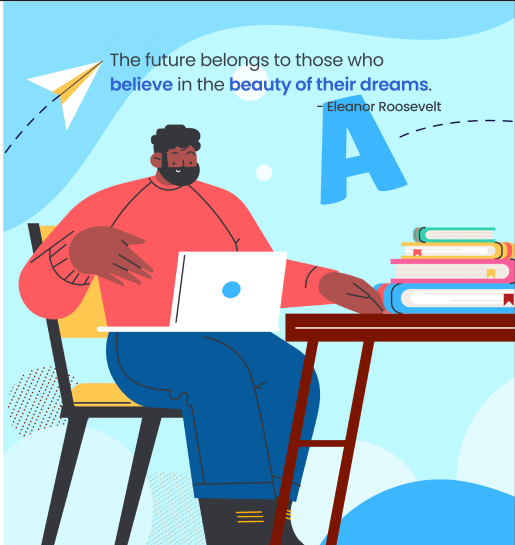 The future belongs to those who
believe in the beauty of their dreams.
- Eleanor Roosevelt
A